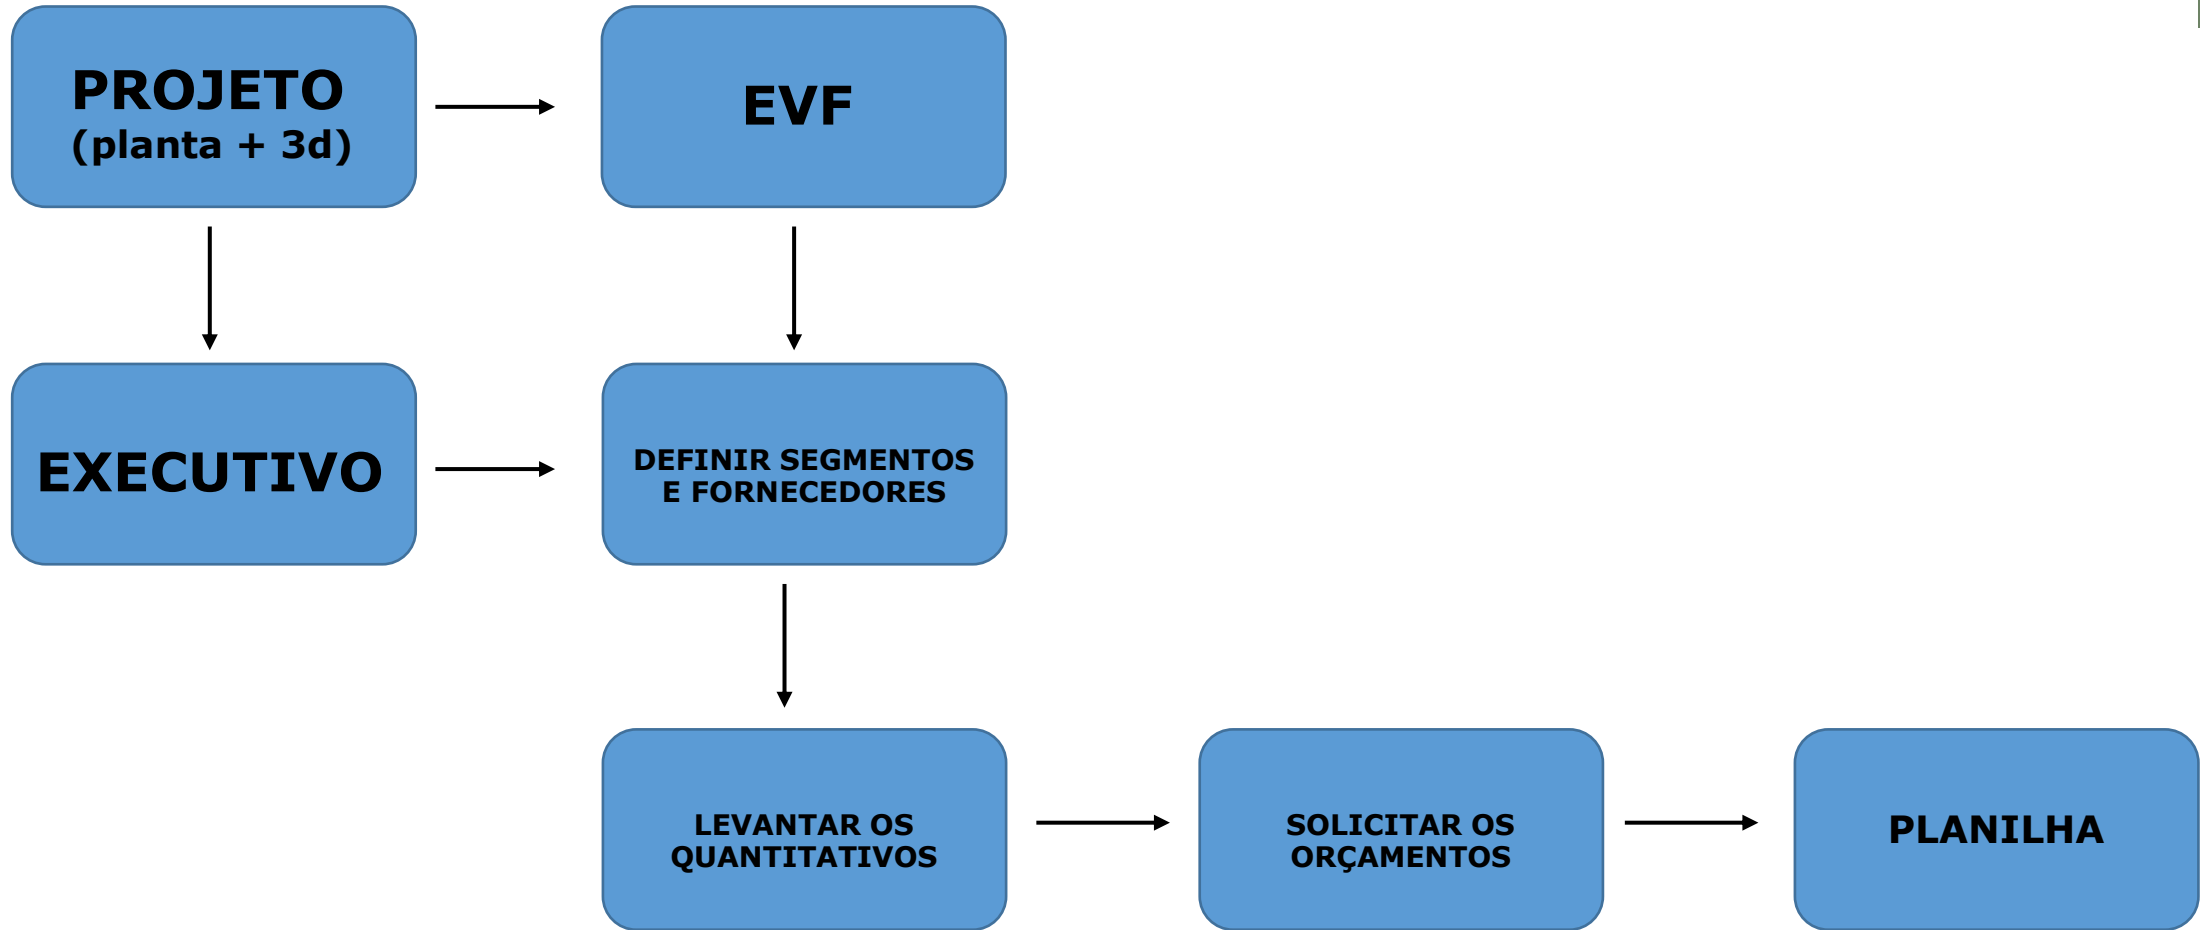 PROJETO
(planta + 3d)
EVF
EXECUTIVO
DEFINIR SEGMENTOS
E FORNECEDORES
LEVANTAR OS
QUANTITATIVOS
SOLICITAR OS
ORÇAMENTOS
PLANILHA